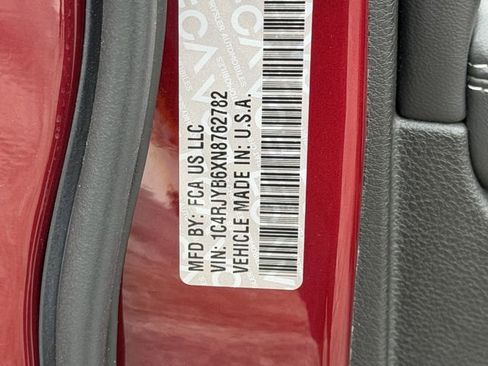 MFD BY: FCA US LLC
VIN: 1C4RJYB6XN8762782
VEHICLE MADE IN: U.S.A.